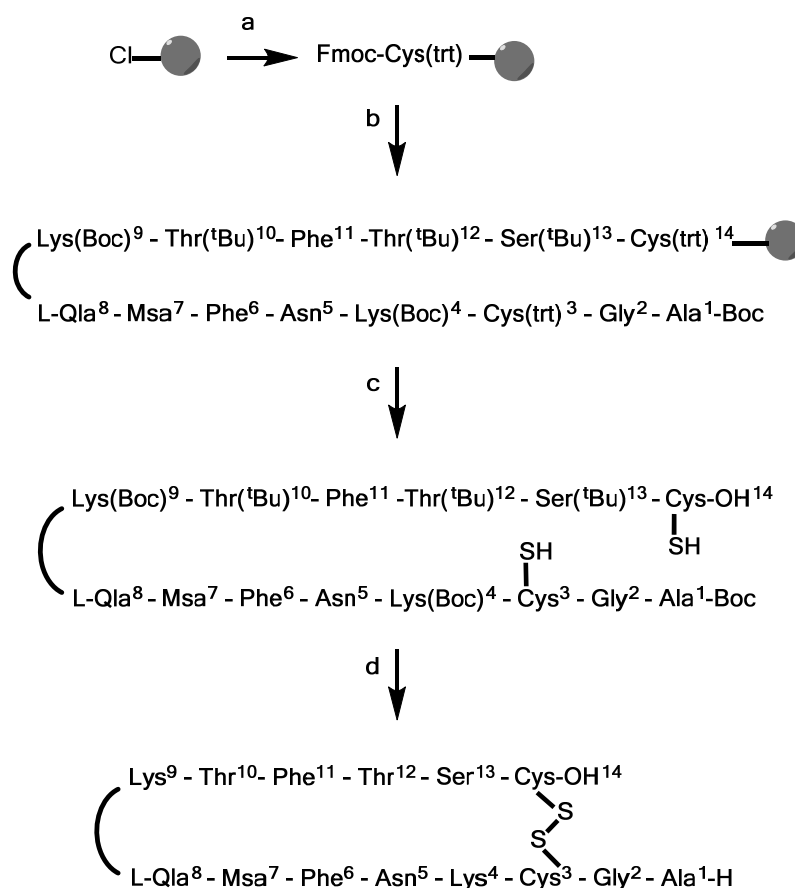 a
Cl
Fmoc-Cys(trt)
b
Lys(Boc)⁹ - Thr(ᵗBu)¹⁰- Phe¹¹ -Thr(ᵗBu)¹² - Ser(ᵗBu)¹³ - Cys(trt) ¹⁴
L-Qla⁸ - Msa⁷ - Phe⁶ - Asn⁵ - Lys(Boc)⁴ - Cys(trt) ³ - Gly² - Ala¹-Boc
c
Lys(Boc)⁹ - Thr(ᵗBu)¹⁰- Phe¹¹ -Thr(ᵗBu)¹² - Ser(ᵗBu)¹³ - Cys-OH¹⁴
SH
SH
L-Qla⁸ - Msa⁷ - Phe⁶ - Asn⁵ - Lys(Boc)⁴ - Cys³ - Gly² - Ala¹-Boc
d
Lys⁹ - Thr¹⁰- Phe¹¹ - Thr¹² - Ser¹³ - Cys-OH¹⁴
S
S
L-Qla⁸ - Msa⁷ - Phe⁶ - Asn⁵ - Lys⁴ - Cys³ - Gly² - Ala¹-H